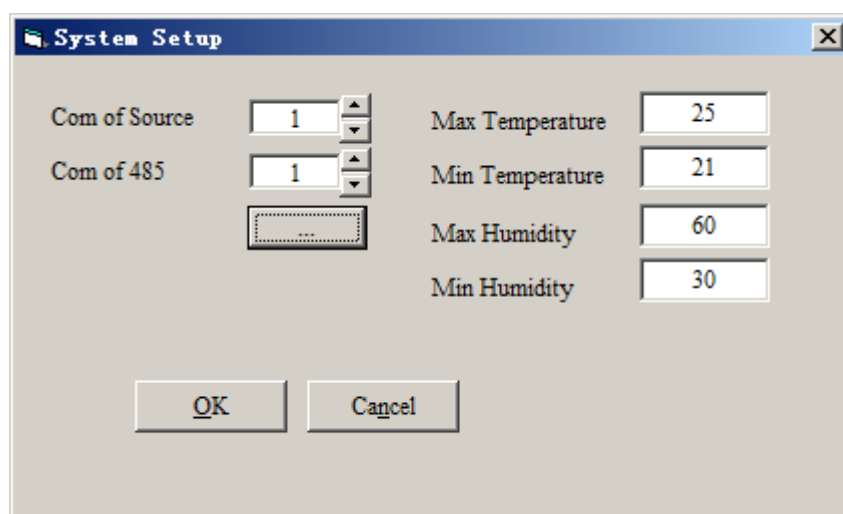 System Setup
Com of Source 1
Com of 485 1
...
Max Temperature 25
Min Temperature 21
Max Humidity 60
Min Humidity 30
OK Cancel